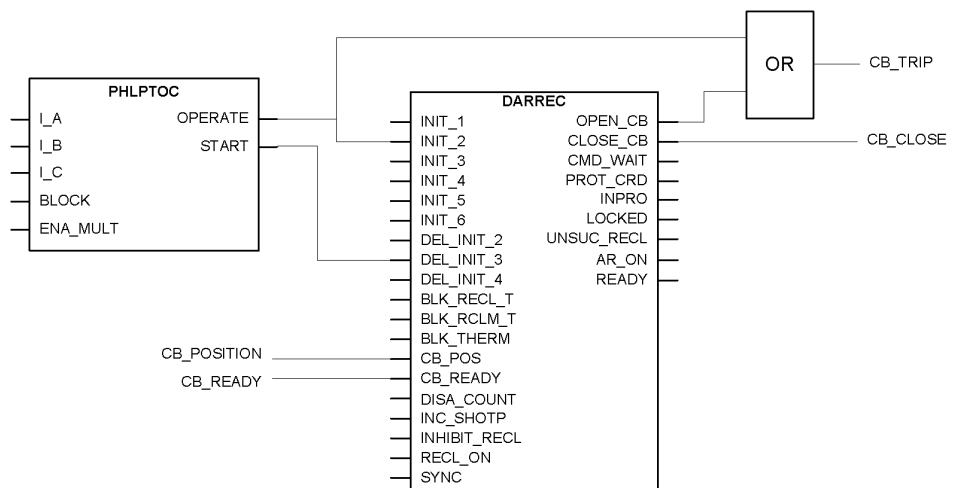 PHLPTOC
I_A
I_B
I_C
BLOCK
ENA_MULT
OPERATE
START
DARREC
INIT_1
INIT_2
INIT_3
INIT_4
INIT_5
INIT_6
DEL_INIT_2
DEL_INIT_3
DEL_INIT_4
BLK_RECL_T
BLK_RCLM_T
BLK_THERM
CB_POS
CB_READY
DISA_COUNT
INC_SHOTP
INHIBIT_RECL
RECL_ON
SYNC
OPEN_CB
CLOSE_CB
CMD_WAIT
PROT_CRD
INPRO
LOCKED
UNSUC_RECL
AR_ON
READY
CB_POSITION
CB_READY
OR
CB_TRIP
CB_CLOSE